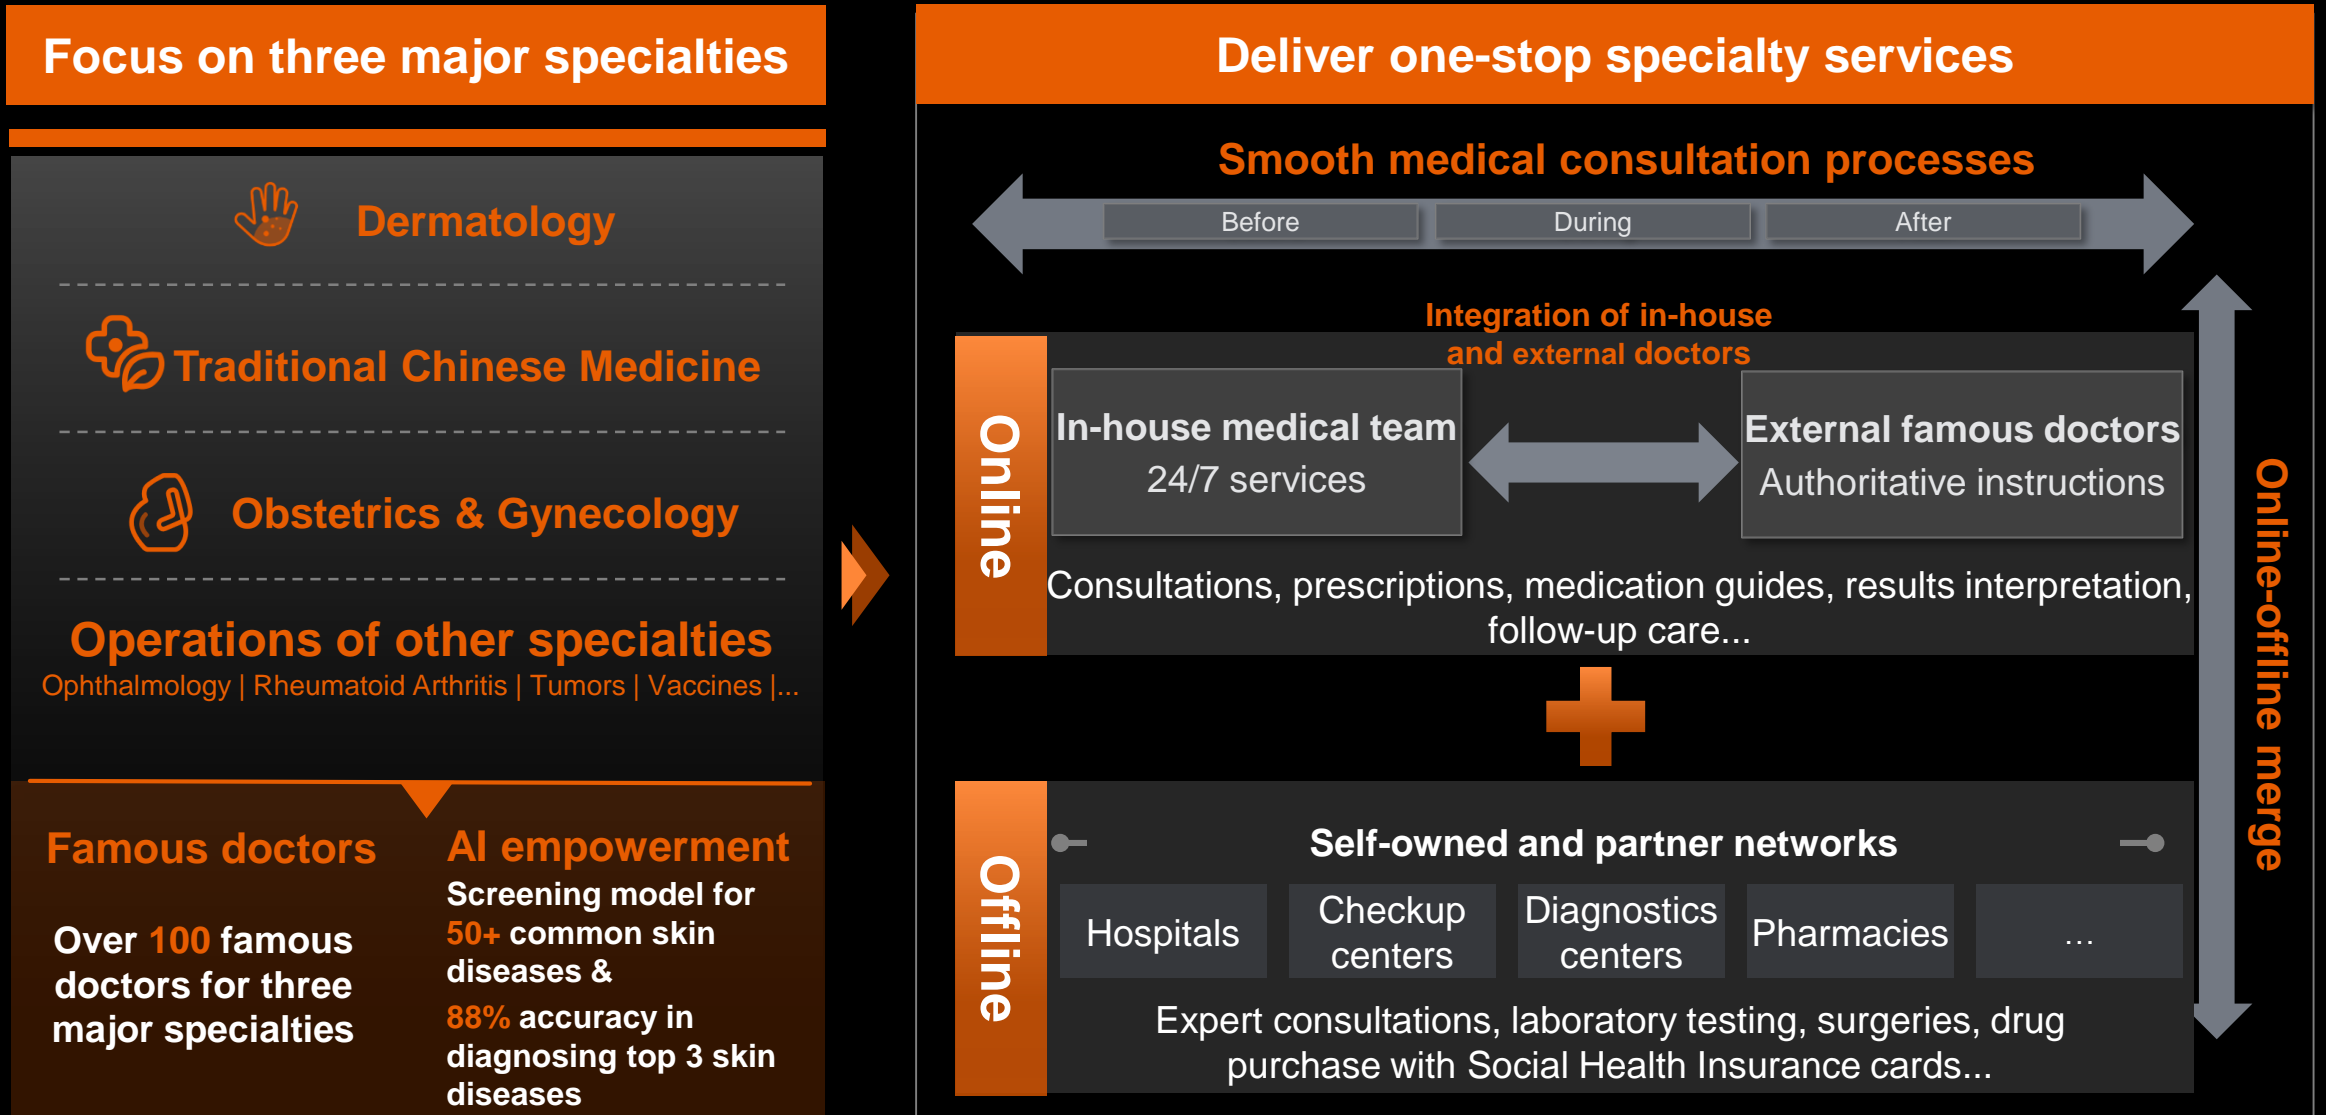 Focus on three major specialties
Dermatology
Traditional Chinese Medicine
Obstetrics & Gynecology
Operations of other specialties
Ophthalmology | Rheumatoid Arthritis | Tumors | Vaccines |...
Famous doctors
Over 100 famous
doctors for three
major specialties
AI empowerment
Screening model for
50+ common skin
diseases &
88% accuracy in
diagnosing top 3 skin
diseases
Deliver one-stop specialty services
Smooth medical consultation processes
Before
During
After
Integration of in-house
and external doctors
Online
In-house medical team
24/7 services
External famous doctors
Authoritative instructions
Consultations, prescriptions, medication guides, results interpretation,
follow-up care...
Offline
Self-owned and partner networks
Hospitals
Checkup
centers
Diagnostics
centers
Pharmacies
...
Expert consultations, laboratory testing, surgeries, drug
purchase with Social Health Insurance cards...
Online-offline merge